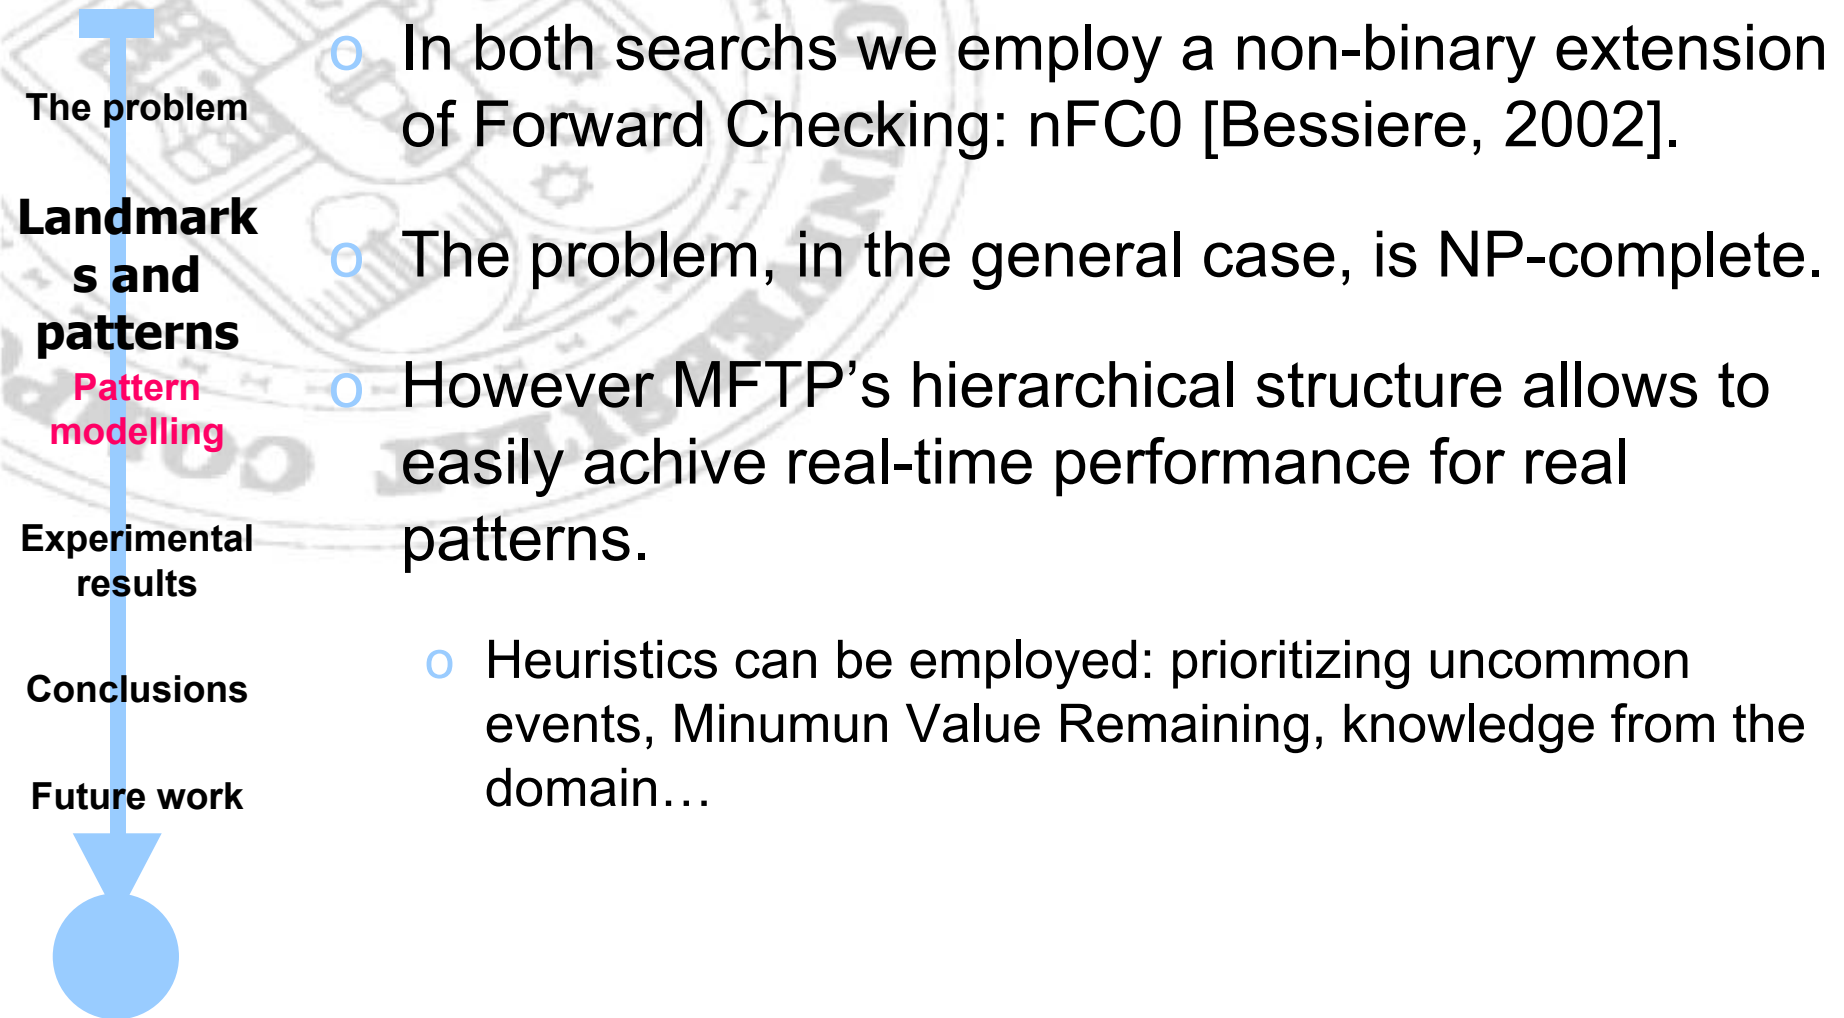 The problem
Landmark
s and
patterns
Pattern
modelling
Experimental
results
Conclusions
Future work
o In both searchs we employ a non-binary extension
of Forward Checking: nFC0 [Bessiere, 2002].
o The problem, in the general case, is NP-complete.
o However MFTP’s hierarchical structure allows to
easily achive real-time performance for real
patterns.
o Heuristics can be employed: prioritizing uncommon
events, Minumun Value Remaining, knowledge from the
domain…